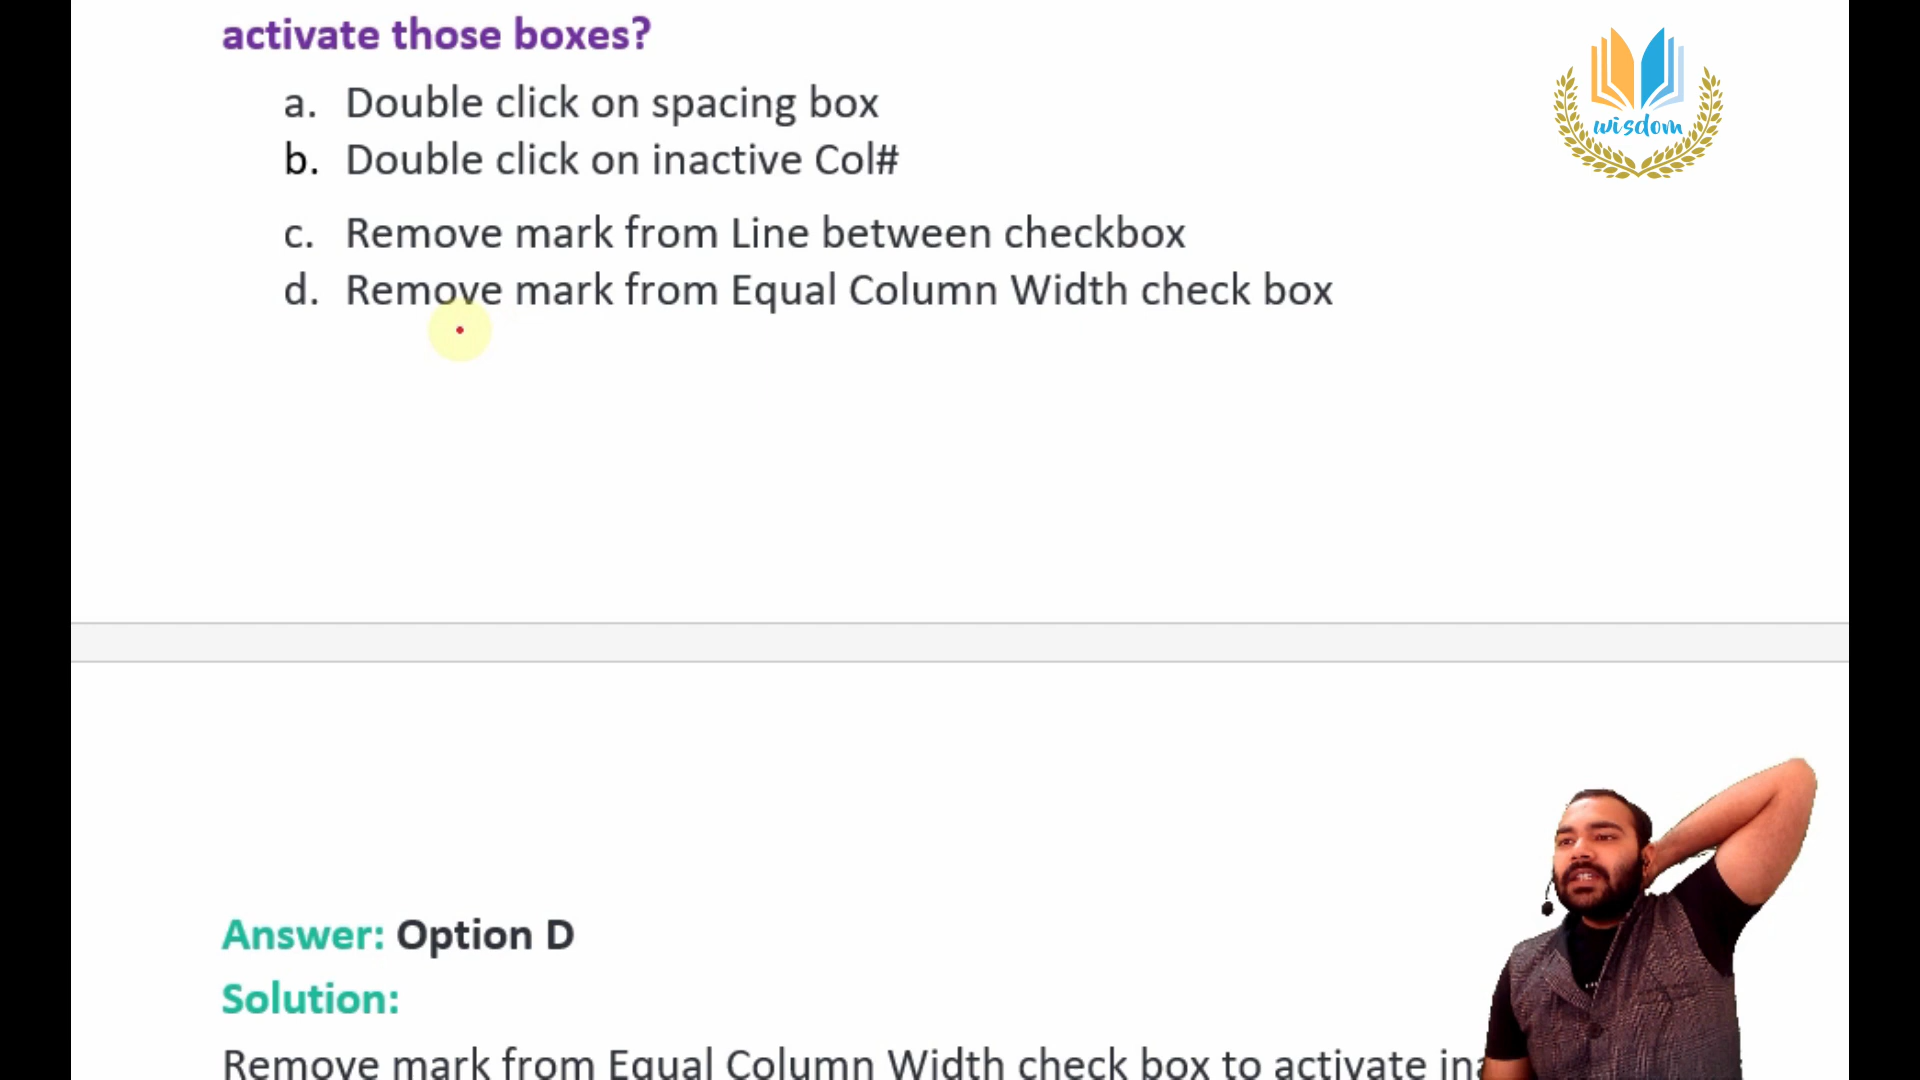 activate those boxes?
wisdom
a. Double click on spacing box
b. Double click on inactive Col#
c. Remove mark from Line between checkbox
d. Remove mark from Equal Column Width check box
Answer: Option D
Solution:
Remove mark from Equal Column Width check box to activate